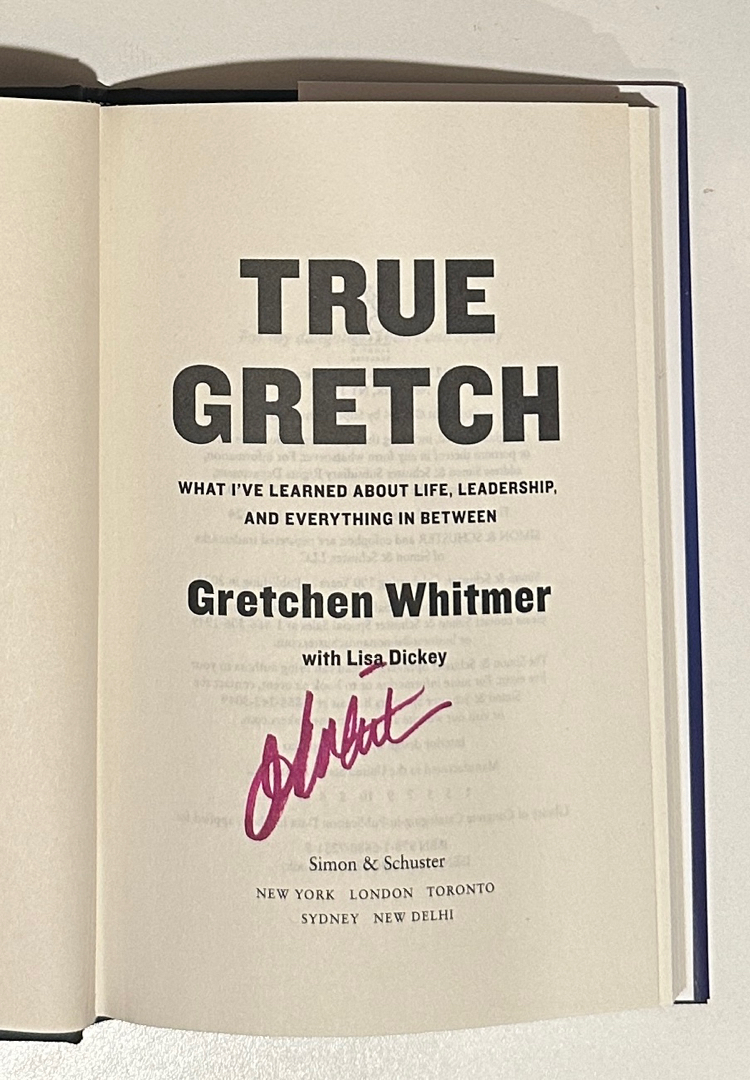 TRUE
GRETCH
WHAT I'VE LEARNED ABOUT LIFE, LEADERSHIP,
AND EVERYTHING IN BETWEEN
Gretchen Whitmer
with Lisa Dickey
Simon & Schuster
NEW YORK LONDON TORONTO
SYDNEY NEW DELHI